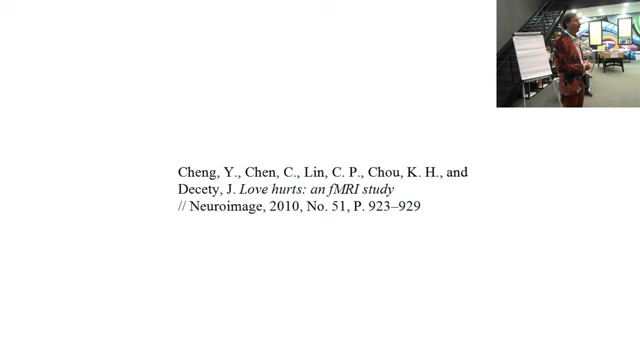 Cheng, Y., Chen, C., Lin, C. P., Chou, K. H., and
Decety, J. Love hurts: an fMRI study
// Neuroimage, 2010, No. 51, P. 923–929